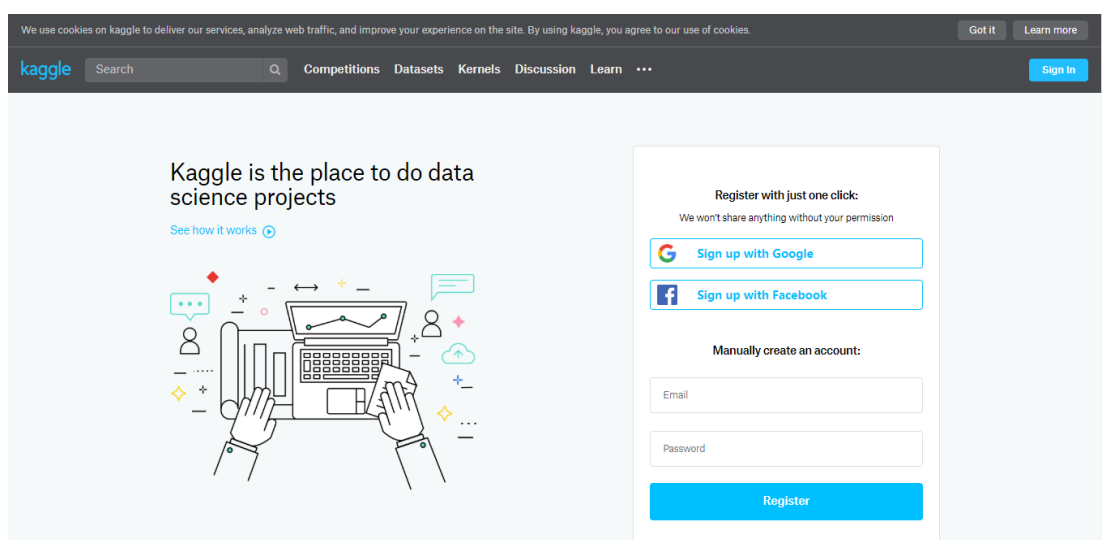 We use cookies on kaggle to deliver our services, analyze web traffic, and improve your experience on the site. By using kaggle, you agree to our use of cookies.
Got it
Learn more
kaggle
Search
Competitions Datasets Kernels Discussion Learn •••
Sign In
Kaggle is the place to do data
science projects
See how it works
Register with just one click:
We won't share anything without your permission
Sign up with Google
Sign up with Facebook
Manually create an account:
Email
Password
Register